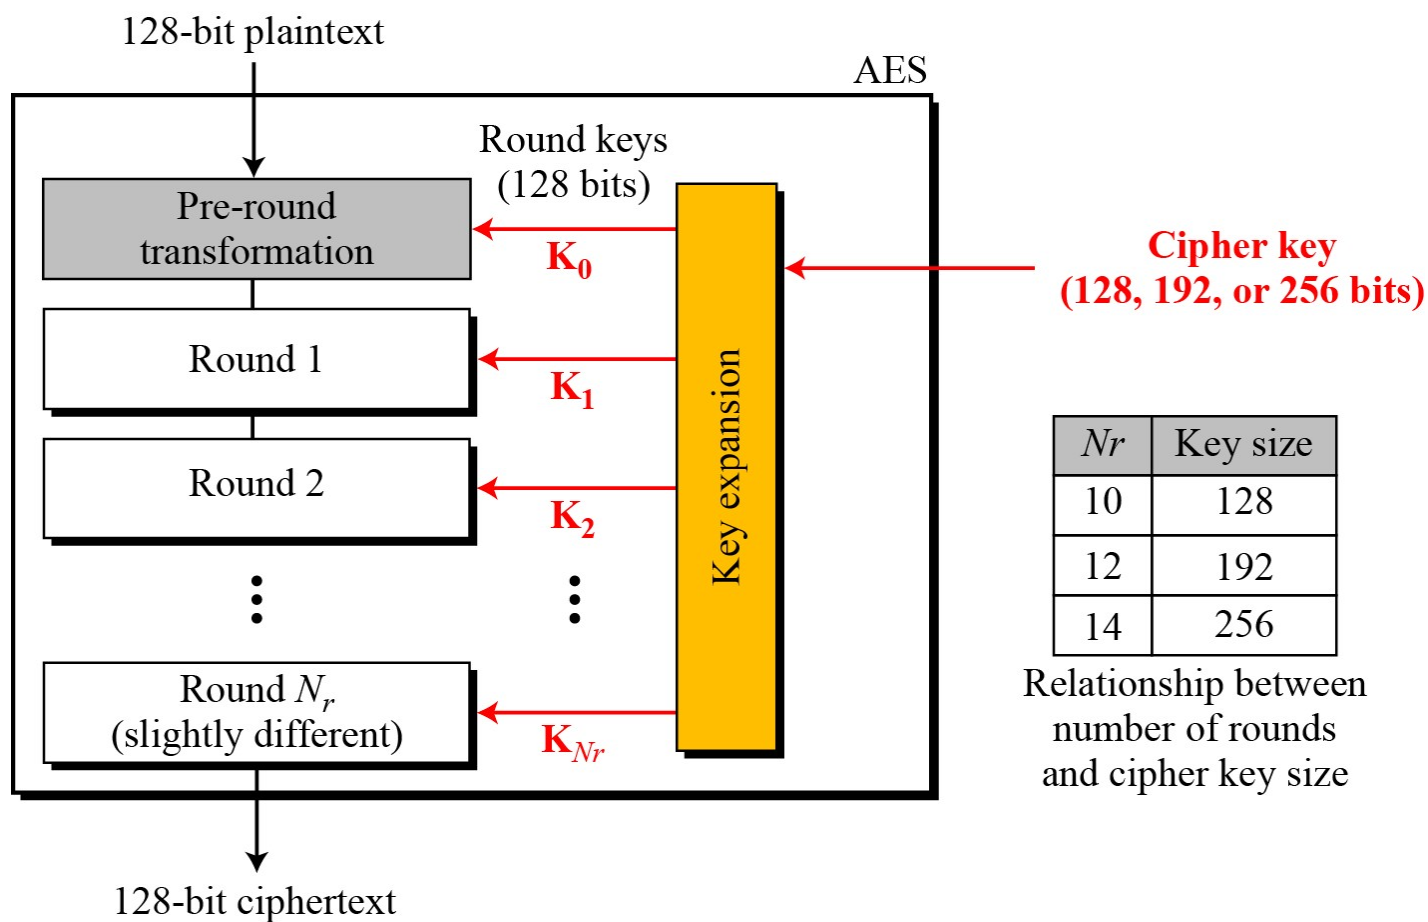 128-bit plaintext
AES
Round keys
(128 bits)
Pre-round
transformation
K0
Cipher key
(128, 192, or 256 bits)
Round 1
K1
Key expansion
Round 2
K2
Nr Key size
10 128
12 192
14 256
Relationship between
number of rounds
and cipher key size
Round Nr
(slightly different)
KNr
128-bit ciphertext